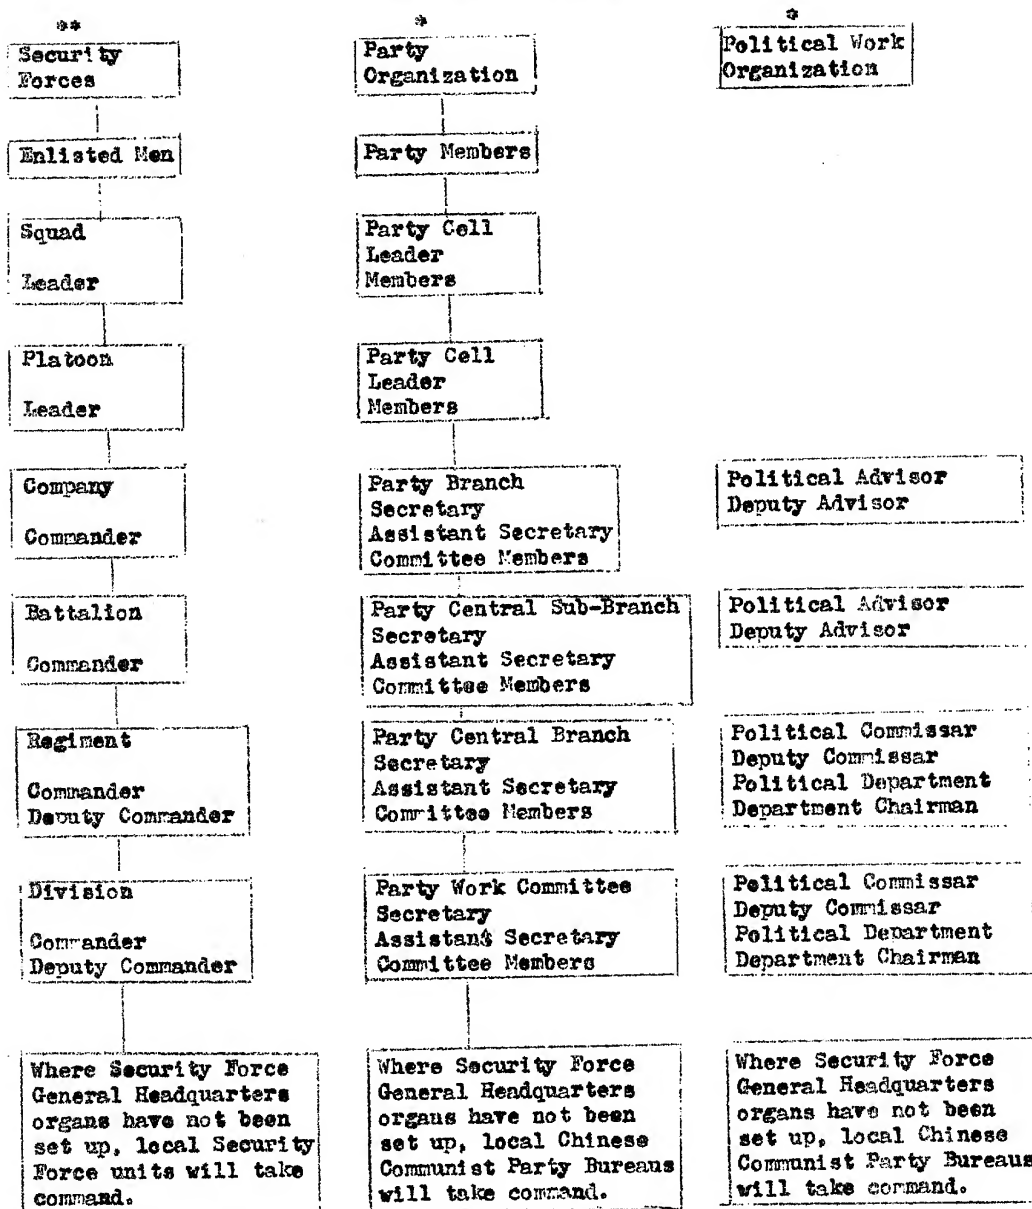 **
Security
Forces
*
Party
Organization
*
Political Work
Organization
Enlisted Men
Party Members
Squad
Leader
Party Cell
Leader
Members
Platoon
Leader
Party Cell
Leader
Members
Company
Commander
Party Branch
Secretary
Assistant Secretary
Committee Members
Political Advisor
Deputy Advisor
Battalion
Commander
Party Central Sub-Branch
Secretary
Assistant Secretary
Committee Members
Political Advisor
Deputy Advisor
Regiment
Commander
Deputy Commander
Party Central Branch
Secretary
Assistant Secretary
Committee Members
Political Commissar
Deputy Commissar
Political Department
Department Chairman
Division
Commander
Deputy Commander
Party Work Committee
Secretary
Assistant Secretary
Committee Members
Political Commissar
Deputy Commissar
Political Department
Department Chairman
Where Security Force
General Headquarters
organs have not been
set up, local Security
Force units will take
command.
Where Security Force
General Headquarters
organs have not been
set up, local Chinese
Communist Party Bureaus
will take command.
Where Security Force
General Headquarters
organs have not been
set up, local Chinese
Communist Party Bureaus
will take command.